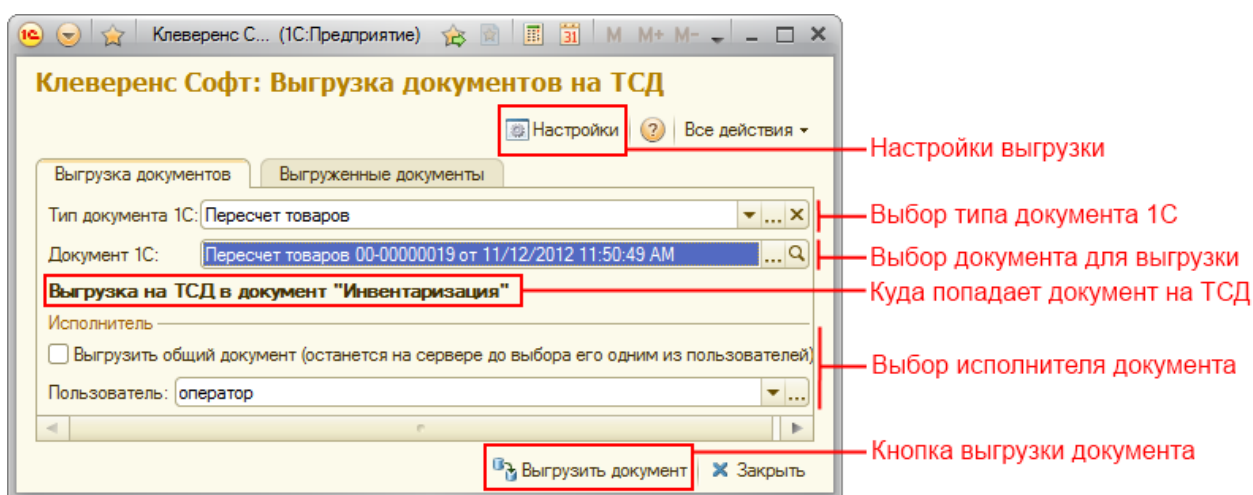 Клеверенс С... (1С:Предприятие) 31 M M+ M-
Клеверенс Софт: Выгрузка документов на ТСД
Настройки ? Все действия
Настройки выгрузки
Выгрузка документов Выгруженные документы
Тип документа 1С: Пересчет товаров ...
Выбор типа документа 1С
Документ 1С: Пересчет товаров 00-00000019 от 11/12/2012 11:50:49 AM ...
Выбор документа для выгрузки
Выгрузка на ТСД в документ "Инвентаризация"
Куда попадает документ на ТСД
Исполнитель
Выгрузить общий документ (останется на сервере до выбора его одним из пользователей)
Выбор исполнителя документа
Пользователь: оператор ...
Кнопка выгрузки документа
Выгрузить документ Закрыть